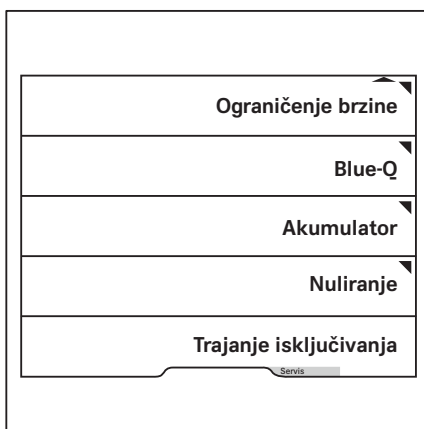 Ograničenje brzine
Blue-Q
Akumulator
Nuliranje
Trajanje isključivanja
Servis